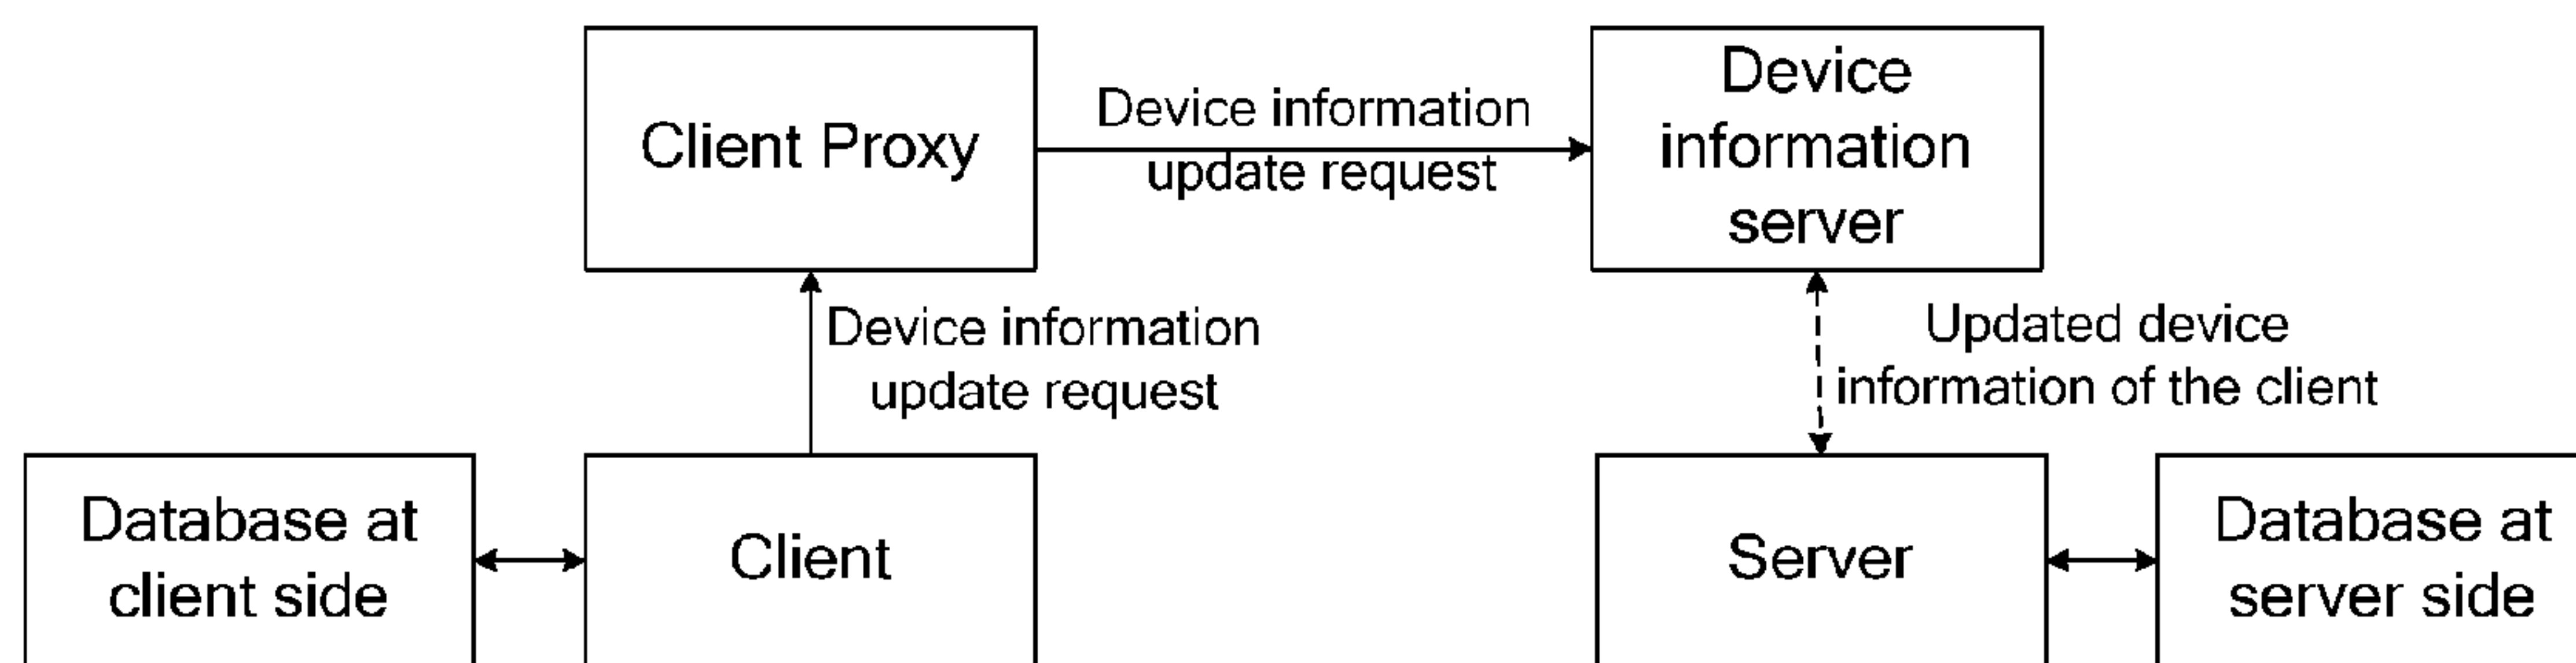 Client Proxy
Device information
update request
Device
information
server
Device information
update request
Updated device
information of the client
Database at
client side
Client
Server
Database at
server side